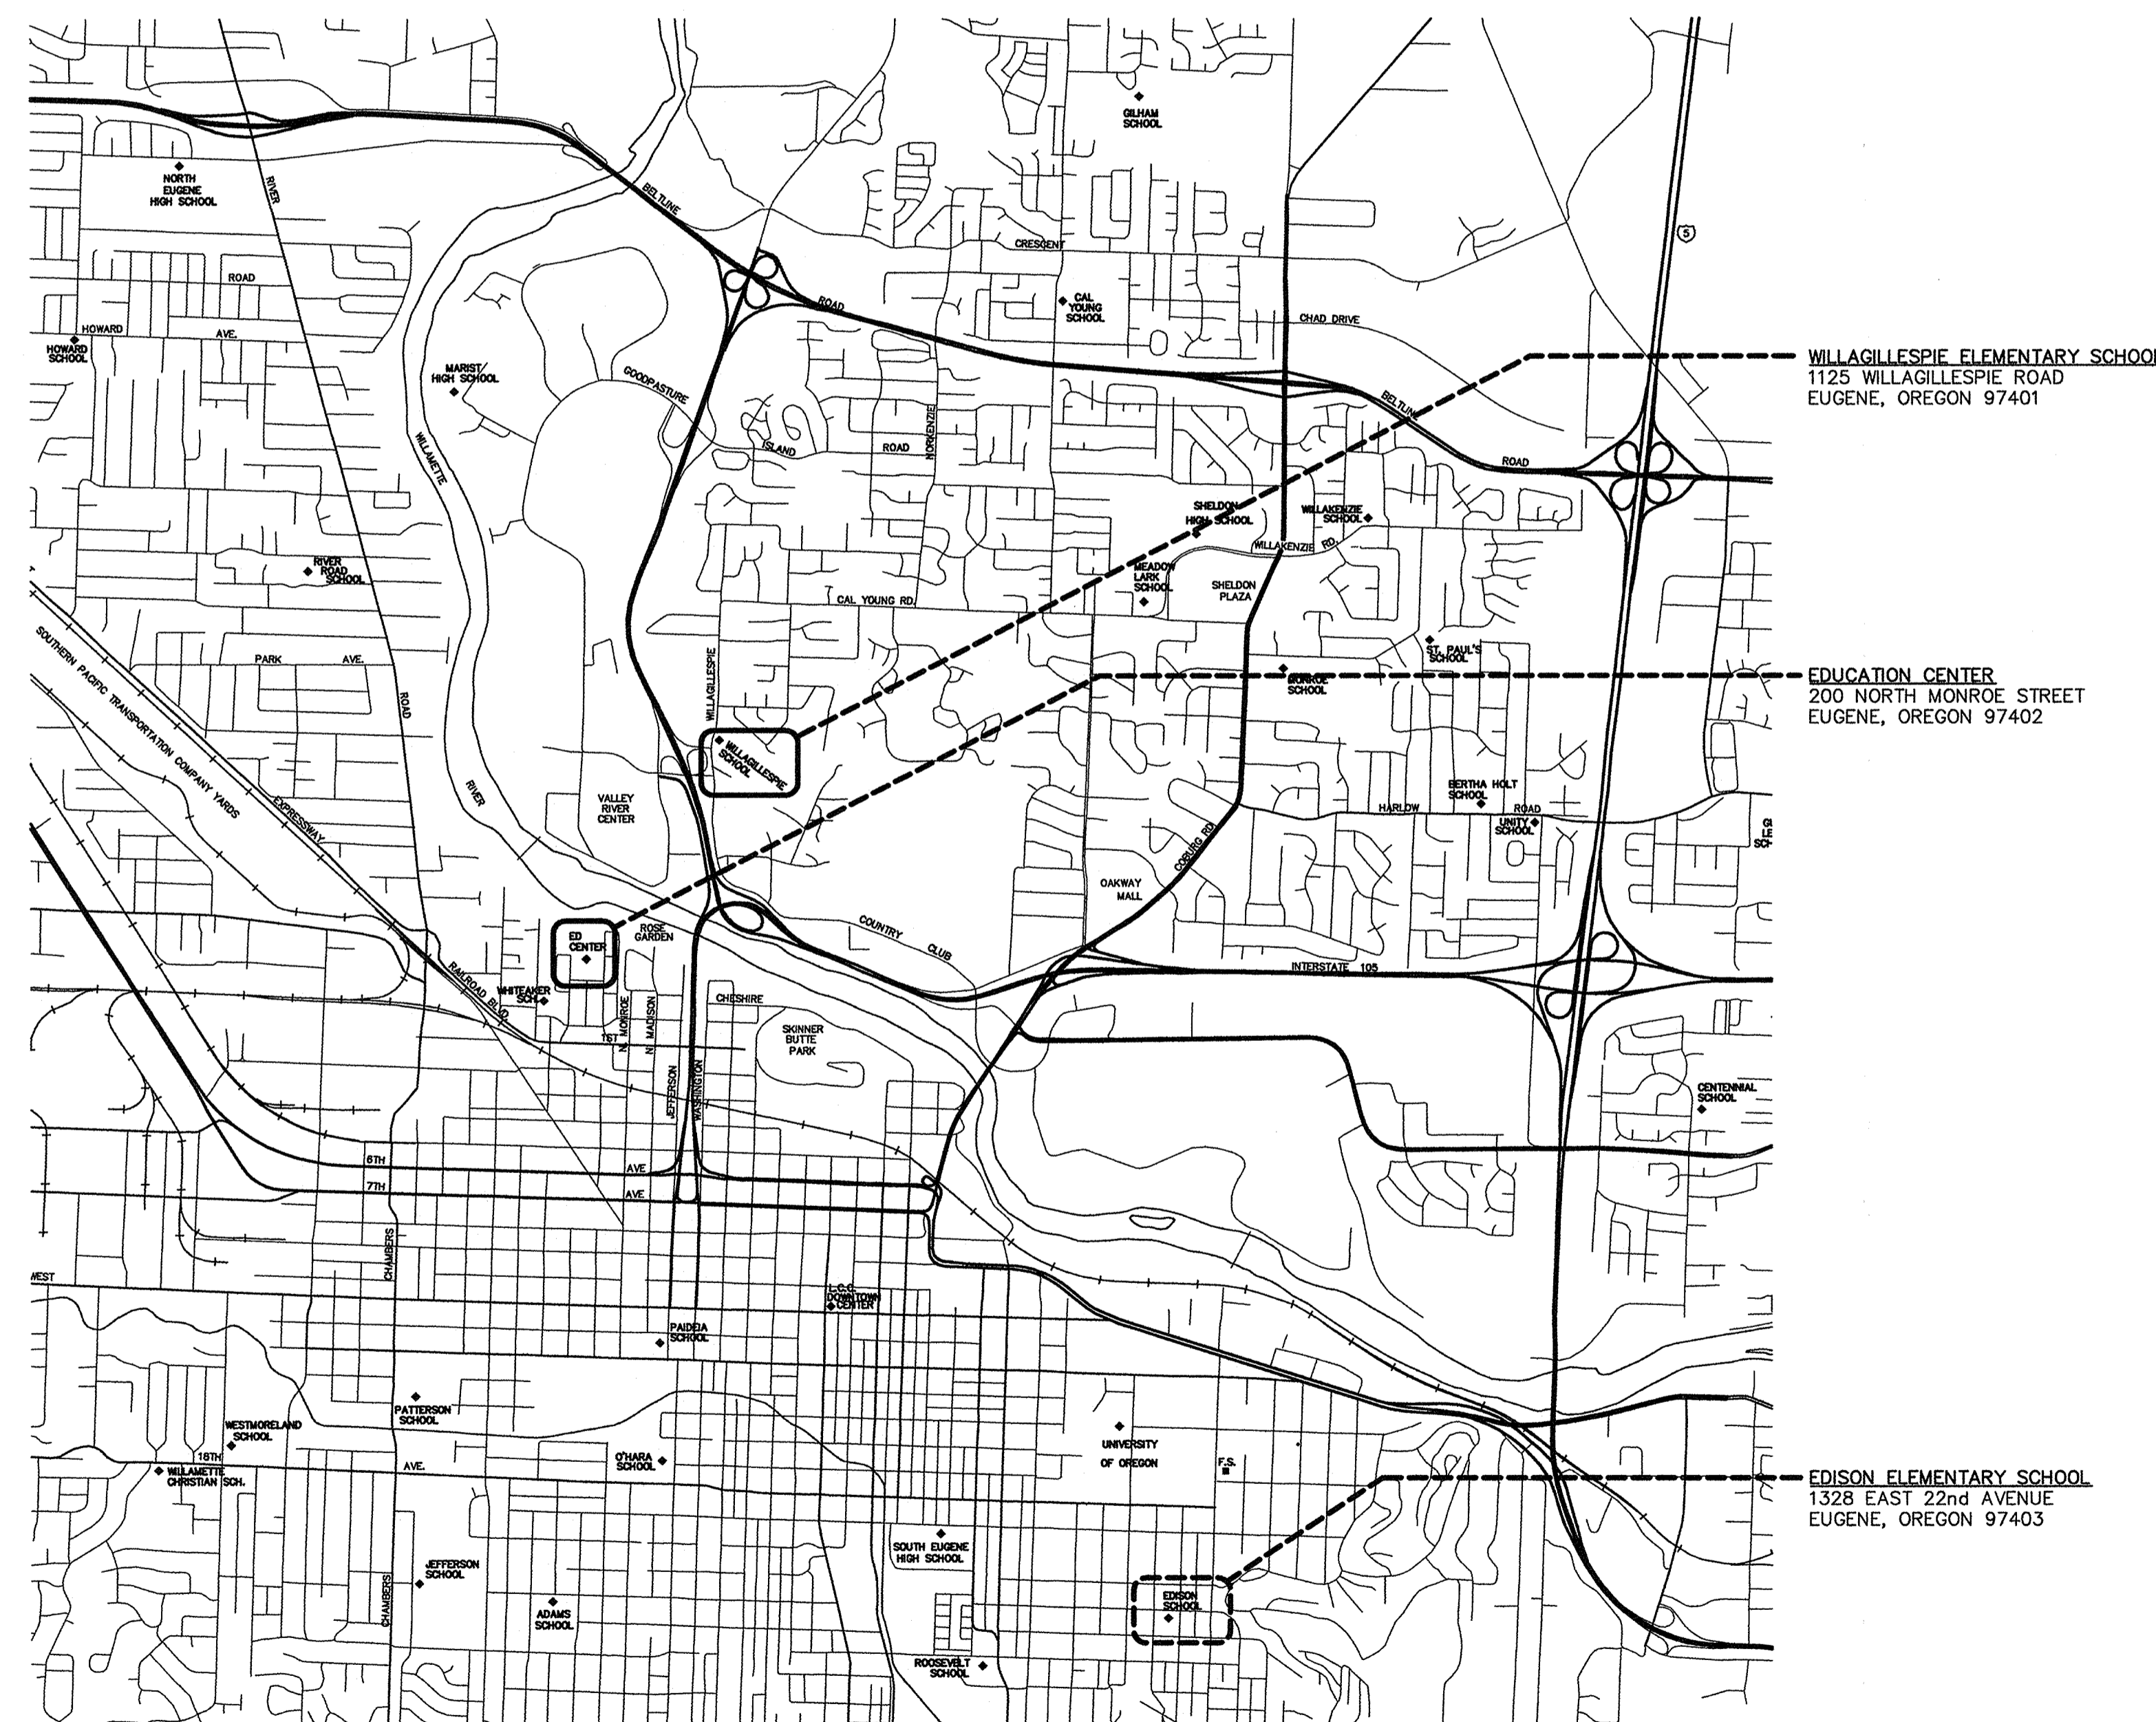 GILHAM
SCHOOL
NORTH
EUGENE
HIGH SCHOOL
RIVER
BELTLINE
5
CRESCENT
ROAD
CAL
YOUNG
SCHOOL
ROAD
CHAD DRIVE
HOWARD
AVE.
HOWARD
SCHOOL
WILLAGILLESPIE ELEMENTARY SCHOOL
1125 WILLAGILLESPIE ROAD
EUGENE, OREGON 97401
MARIST/
HIGH SCHOOL
GOODPASTURE
BELTLIN
NORKENZIE
ISLAND
ROAD
WILLAMETTE
ROAD
SHELDON
HIGH SCHOOL
WILLAKENZIE
SCHOOL
WILLAKENZIE RD.
RIVER
ROAD
SCHOOL
MEADOW
LARK
SCHOOL
SHELDON
PLAZA
CAL YOUNG RD.
SOUTHERN PACIFIC TRANSPORTATION COMPANY YARDS
PARK AVE.
ST. PAUL'S
SCHOOL
WILLAGILLESPIE
ROAD
MONROE
SCHOOL
EDUCATION CENTER
200 NORTH MONROE STREET
EUGENE, OREGON 97402
WILLAGILLESPIE
SCHOOL
RIVER
VALLEY
RIVER
CENTER
EXPRESSWAY
BERTHA HOLT
SCHOOL
HARLOW
ROAD
UNITY
SCHOOL
GU
LE
SCH
COBURG RD.
OAKWAY
MALL
ED
CENTER
ROSE
GARDEN
COUNTRY
CLUB
INTERSTATE 105
RAILROAD BLVD
WHITEAKER
SCH.
CHESHIRE
N. MONROE
N. MADISON
1ST
SKINNER
BUTTE
PARK
JEFFERSON
WASHINGTON
CENTENNIAL
SCHOOL
6TH
AVE
7TH
AVE
CHAMBERS
WEST
L.C.C.
DOWNTOWN
CENTER
PAIDEIA
SCHOOL
PATTERSON
SCHOOL
WESTMORELAND
SCHOOL
18TH
AVE.
WILLAMETTE
CHRISTIAN SCH.
O'HARA
SCHOOL
UNIVERSITY
OF OREGON
F.S.
EDISON ELEMENTARY SCHOOL
1328 EAST 22nd AVENUE
EUGENE, OREGON 97403
SOUTH EUGENE
HIGH SCHOOL
JEFFERSON
SCHOOL
CHAMBERS
ADAMS
SCHOOL
EDISON
SCHOOL
ROOSEVELT
SCHOOL